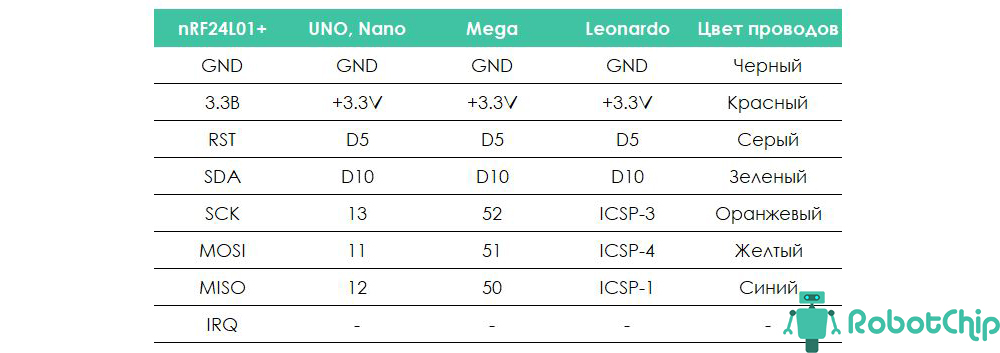 nRF24L01+ UNO, Nano Mega Leonardo Цвет проводов
GND GND GND GND Черный
3.3В +3.3V +3.3V +3.3V Красный
RST D5 D5 D5 Серый
SDA D10 D10 D10 Зеленый
SCK 13 52 ICSP-3 Оранжевый
MOSI 11 51 ICSP-4 Желтый
MISO 12 50 ICSP-1 Синий
IRQ - - - -
RobotChip